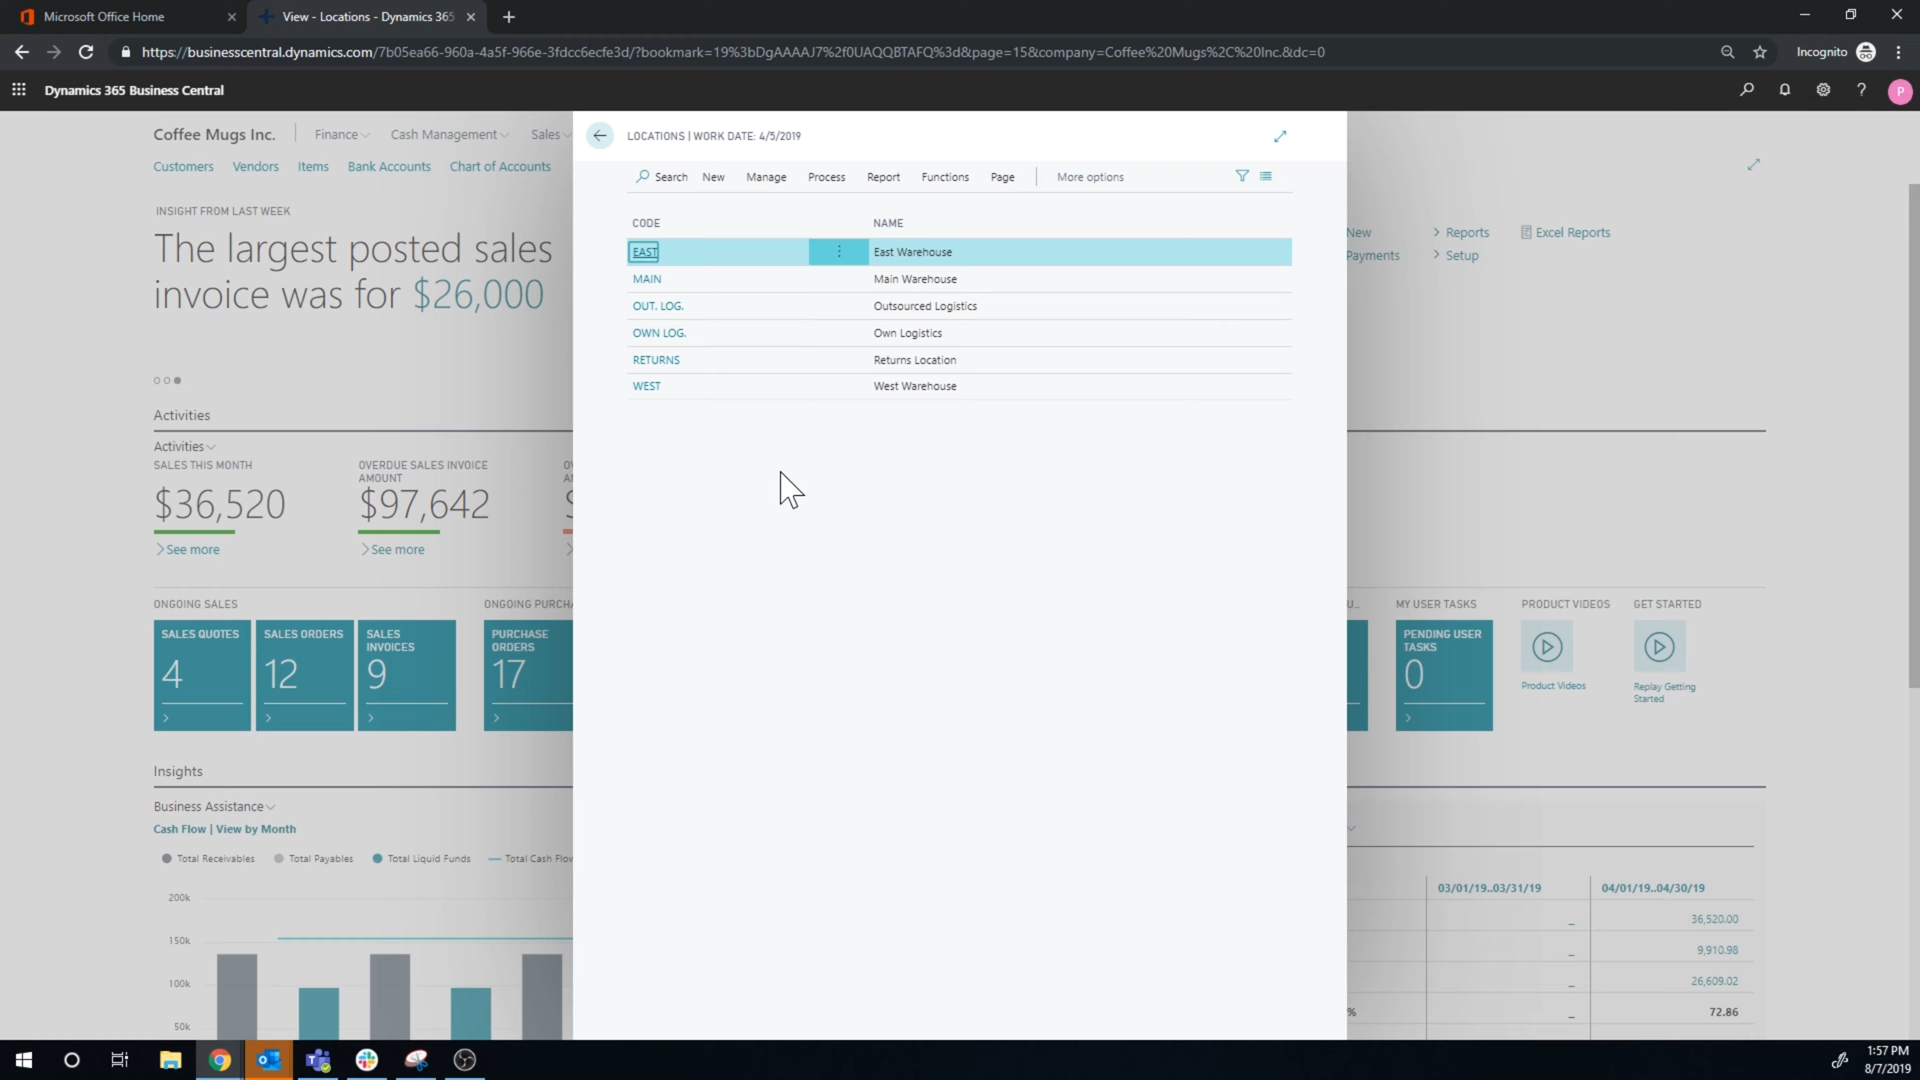 Microsoft Office Home
View - Locations - Dynamics 365
https://businesscentral.dynamics.com/7b05ea66-960a-4a5f-966e-3fdcc6ecfe3d/?bookmark=19%3bDgAAAAJ7%2f0UAQQBTAFQ%3d&page=15&company=Coffee%20Mugs%2C%20Inc.&dc=0
Incognito
Dynamics 365 Business Central
P
Coffee Mugs Inc.
Finance
Cash Management
Sales
Customers
Vendors
Items
Bank Accounts
Chart of Accounts
LOCATIONS | WORK DATE: 4/5/2019
Search
New
Manage
Process
Report
Functions
Page
More options
CODE
NAME
EAST
East Warehouse
MAIN
Main Warehouse
OUT. LOG.
Outsourced Logistics
OWN LOG.
Own Logistics
RETURNS
Returns Location
WEST
West Warehouse
INSIGHT FROM LAST WEEK
The largest posted sales
invoice was for $26,000
New
Payments
> Reports
> Setup
Excel Reports
Activities
Activities
SALES THIS MONTH
$36,520
>See more
OVERDUE SALES INVOICE
AMOUNT
$97,642
>See more
ONGOING SALES
SALES QUOTES
4
SALES ORDERS
12
SALES
INVOICES
9
ONGOING PURCH
PURCHASE
ORDERS
17
U...
MY USER TASKS
PENDING USER
TASKS
0
PRODUCT VIDEOS
Product Videos
GET STARTED
Replay Getting
Started
Insights
Business Assistance
Cash Flow | View by Month
Total Receivables
Total Payables
Total Liquid Funds
Total Cash Flow
200k
150k
100k
50k
03/01/19..03/31/19
04/01/19..04/30/19
_
36,520.00
_
9,910.98
_
26,609.02
%
_
72.86
1:57 PM
8/7/2019